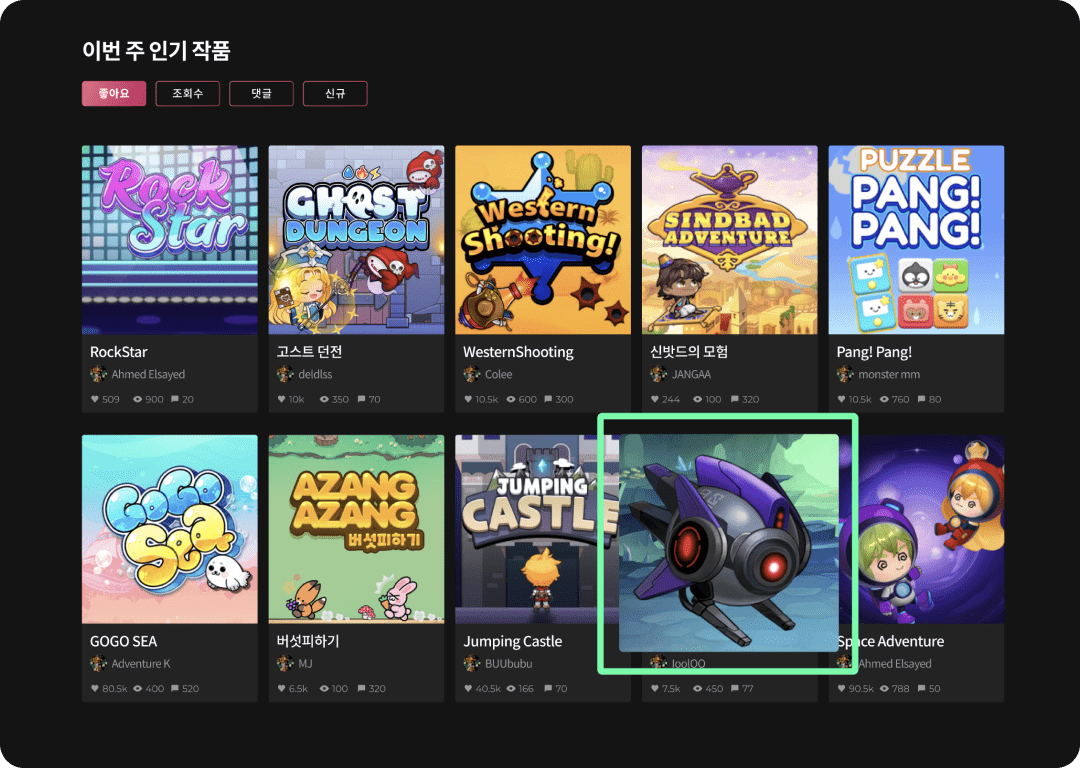 이번 주 인기 작품
좋아요 조회수 댓글 신규
Rock
Star
GHOST
DUNGEON
Western
Shooting!
SINDBAD
ADVENTURE
PUZZLE
PANG!
PANG!
RockStar
Ahmed Elsayed
509 900 20
고스트 던전
deldlss
10k 350 70
WesternShooting
Colee
10.5k 600 300
신밧드의 모험
JANGAA
244 100 320
Pang! Pang!
monster mm
10.5k 760 80
GOGO
Sea
AZANG
AZANG
버섯피하기
JUMPING
CASTLE
GOGO SEA
Adventure K
80.5k 400 520
버섯피하기
MJ
6.5k 100 320
Jumping Castle
BUUbubu
40.5k 166 70
7.5k 450 77
Space Adventure
Ahmed Elsayed
90.5k 788 50